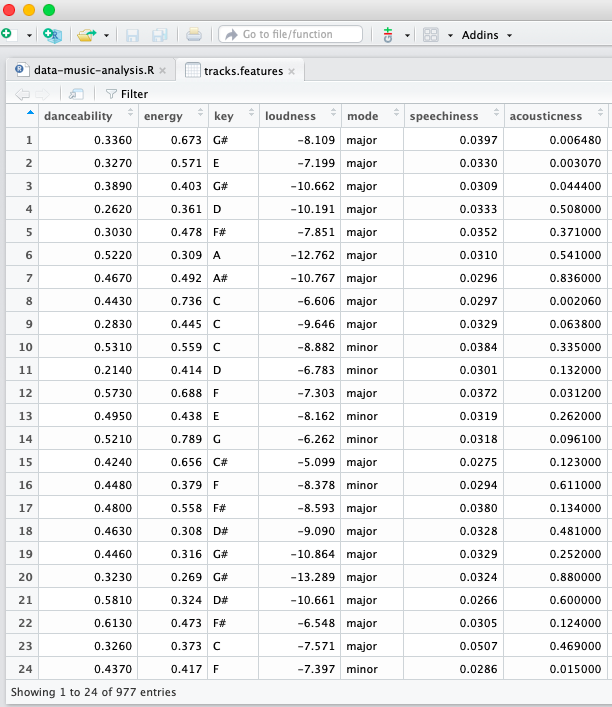 Go to file/function Addins
data-music-analysis.R tracks.features
Filter
danceability energy key loudness mode speechiness acousticness
1 0.3360 0.673 G# -8.109 major 0.0397 0.006480
2 0.3270 0.571 E -7.199 major 0.0330 0.003070
3 0.3890 0.403 G# -10.662 major 0.0309 0.044400
4 0.2620 0.361 D -10.191 major 0.0333 0.508000
5 0.3030 0.478 F# -7.851 major 0.0352 0.371000
6 0.5220 0.309 A -12.762 major 0.0310 0.541000
7 0.4670 0.492 A# -10.767 major 0.0296 0.836000
8 0.4430 0.736 C -6.606 major 0.0297 0.002060
9 0.2830 0.445 C -9.646 major 0.0329 0.063800
10 0.5310 0.559 C -8.882 minor 0.0384 0.335000
11 0.2140 0.414 D -6.783 minor 0.0301 0.132000
12 0.5730 0.688 F -7.303 major 0.0372 0.031200
13 0.4950 0.438 E -8.162 minor 0.0319 0.262000
14 0.5210 0.789 G -6.262 minor 0.0318 0.096100
15 0.4240 0.656 C# -5.099 major 0.0275 0.123000
16 0.4480 0.379 F -8.378 minor 0.0294 0.611000
17 0.4800 0.558 F# -8.593 major 0.0380 0.134000
18 0.4630 0.308 D# -9.090 major 0.0328 0.481000
19 0.4460 0.316 G# -10.864 major 0.0329 0.252000
20 0.3230 0.269 G# -13.289 major 0.0324 0.880000
21 0.5810 0.324 D# -10.661 major 0.0266 0.600000
22 0.6130 0.473 F# -6.548 major 0.0305 0.124000
23 0.3260 0.373 C -7.571 major 0.0507 0.469000
24 0.4370 0.417 F -7.397 minor 0.0286 0.015000
Showing 1 to 24 of 977 entries